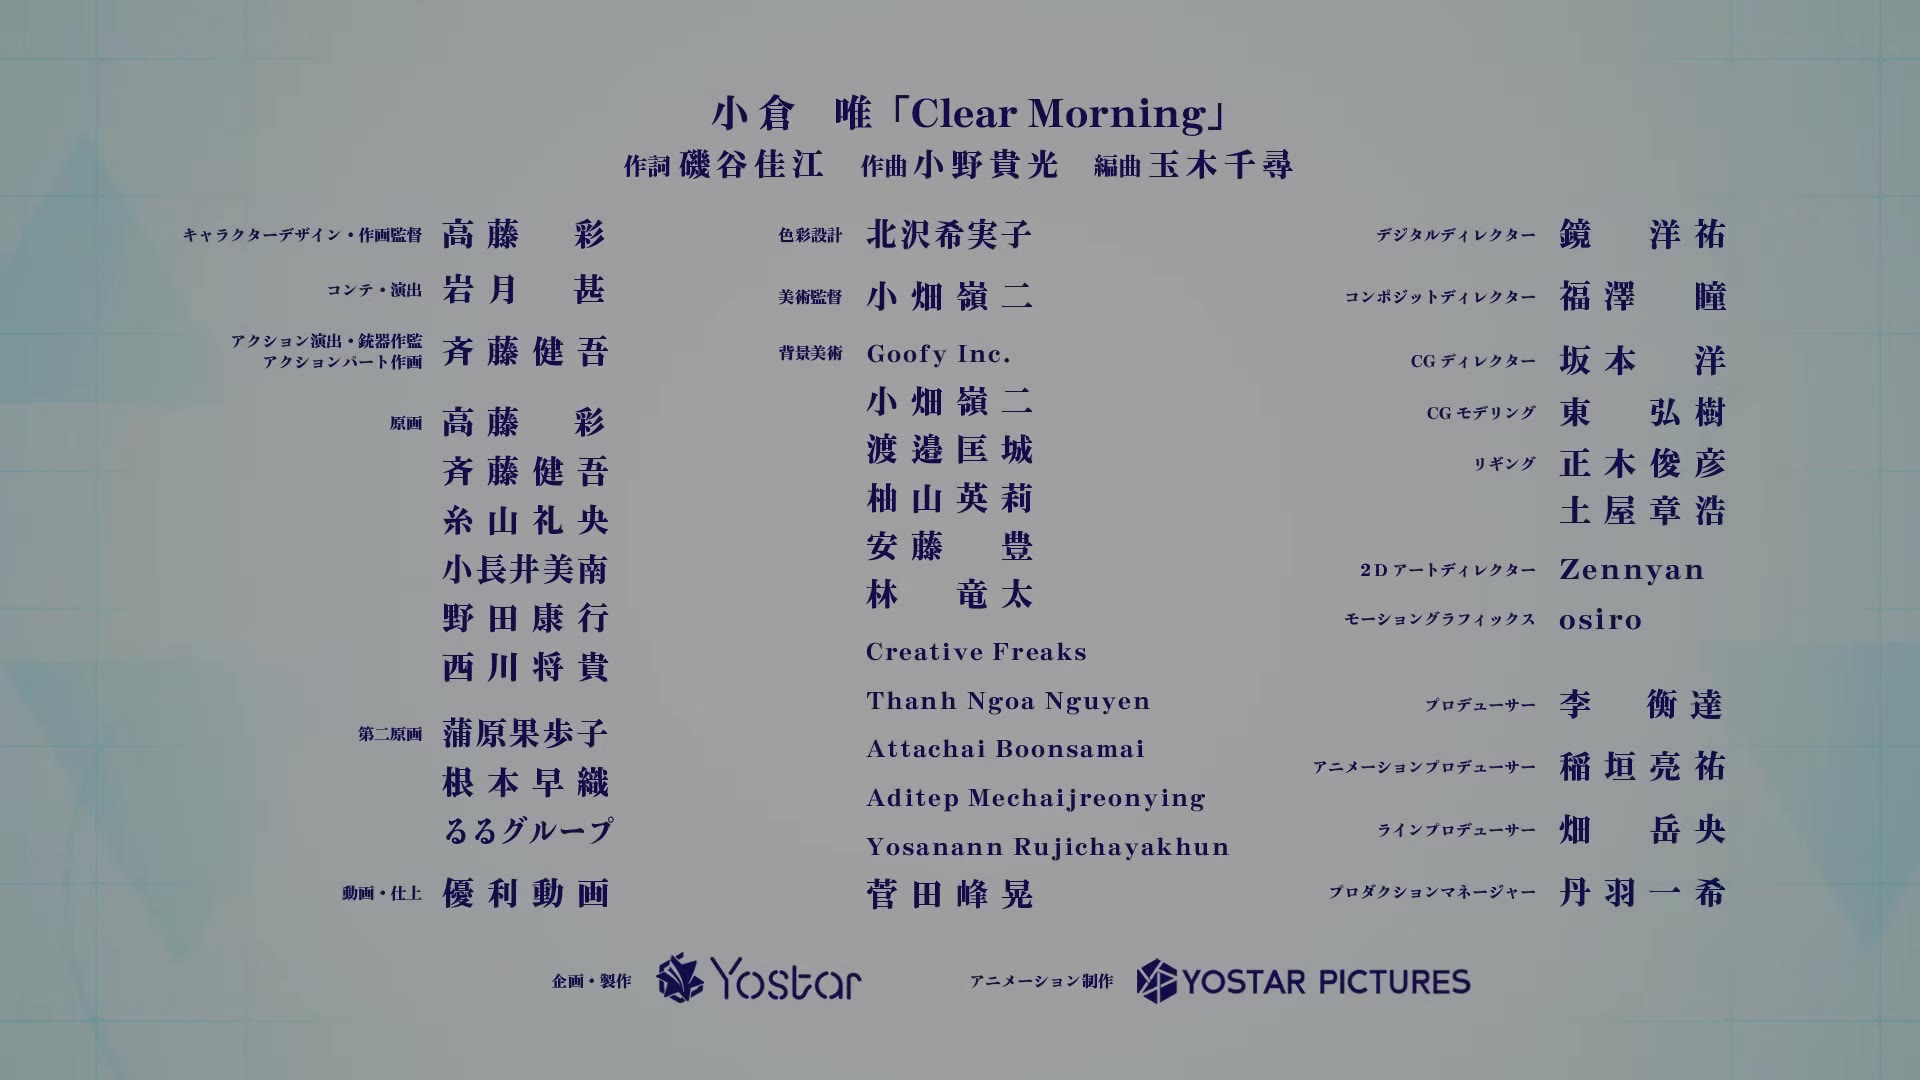 小倉 唯「Clear Morning」
作詞 磯谷佳江 作曲 小野貴光 編曲 玉木千尋
キャラクターデザイン・作画監督 高藤 彩
コンテ・演出 岩月 甚
アクション演出・銃器作監
アクションパート作画 斉藤健吾
原画 高藤 彩
斉藤健吾
糸山礼央
小長井美南
野田康行
西川将貴
第二原画 蒲原果歩子
根本早織
るるグループ
動画・仕上 優利動画
色彩設計 北沢希実子
美術監督 小畑嶺二
背景美術 Goofy Inc.
小畑嶺二
渡邉匡城
柚山英莉
安藤 豊
林 竜太
Creative Freaks
Thanh Ngoa Nguyen
Attachai Boonsamai
Aditep Mechaijreonying
Yosanann Rujichayakhun
菅田峰晃
デジタルディレクター 鏡 洋祐
コンポジットディレクター 福澤 瞳
CG ディレクター 坂本 洋
CG モデリング 東 弘樹
リギング 正木俊彦
土屋章浩
2D アートディレクター Zennyan
モーショングラフィックス osiro
プロデューサー 李 衡達
アニメーションプロデューサー 稲垣亮祐
ラインプロデューサー 畑 岳央
プロダクションマネージャー 丹羽一希
企画・製作 Yostar アニメーション制作 YOSTAR PICTURES